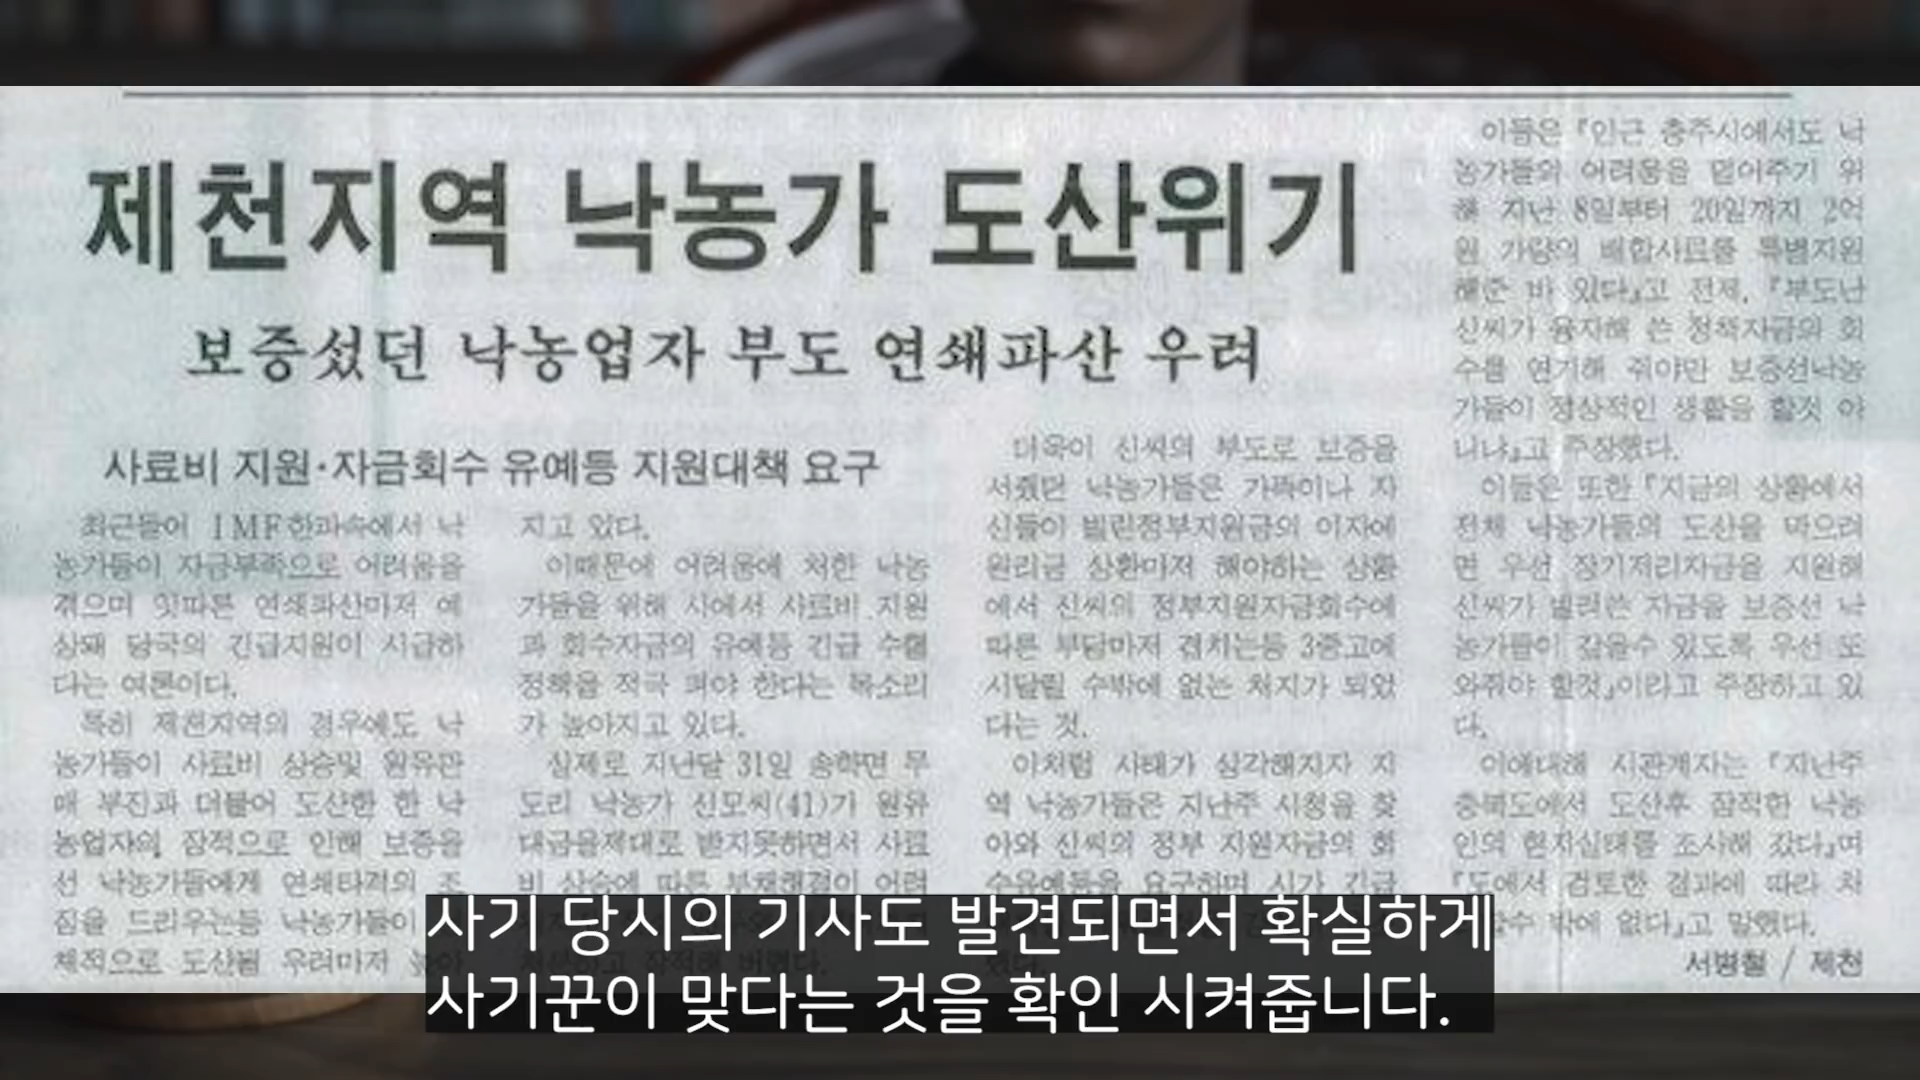 제천지역 낙농가 도산위기
보증섰던 낙농업자 부도 연쇄파산 우려
사료비 지원·자금회수 유예등 지원대책 요구
최근들어 IMF한파속에서 낙
농가들이 자금부족으로 어려움을
겪으며 잇따른 연쇄파산마저 예
상돼 당국의 긴급지원이 시급하
다는 여론이다.
특히 제천지역의 경우에도 낙
농가들이 사료비 상승및 원유판
매 부진과 더불어 도산한 한 낙
농업자의 잠적으로 인해 보증을
선 낙농가들에게 연쇄타격의 조
짐을 드리우는등 낙농가들이
체적으로 도산될 우려마저 높아
지고 있다.
이때문에 어려움에 처한 낙농
가들을 위해 시에서 사료비 지원
과 회수자금의 유예등 긴급 수혈
정책을 적극 펴야 한다는 목소리
가 높아지고 있다.
실제로 지난달 31일 송학면 무
도리 낙농가 신모씨(41)가 원유
대금을제대로 받지못하면서 사료
비 상승에 따른 부채해결이 어려
더욱이 신씨의 부도로 보증을
서줬던 낙농가들은 가뜩이나 자
신들이 빌린정부지원금의 이자에
원리금 상환마저 해야하는 상황
에서 신씨의 정부지원자금회수에
따른 부담마저 겹치는등 3중고에
시달릴 수밖에 없는 처지가 되었
다는 것.
이처럼 사태가 심각해지자 지
역 낙농가들은 지난주 시청을 찾
아와 신씨의 정부 지원자금의 회
수유예등을 요구하며 시가 긴급
이들은 『인근 충주시에서도 낙
농가들의 어려움을 덜어주기 위
해 지난 8일부터 20일까지 2억
원 가량의 배합사료를 특별지원
해준 바 있다』고 전제, 『부도난
신씨가 융자해 쓴 정책자금의 회
수를 연기해 줘야만 보증선낙농
가들이 정상적인 생활을 할것 아
니냐』고 주장했다.
이들은 또한 『지금의 상황에서
전체 낙농가들의 도산을 막으려
면 우선 장기저리자금을 지원해
신씨가 빌려쓴 자금을 보증선 낙
농가들이 갚을수 있도록 우선 도
와줘야 할것』이라고 주장하고 있
다.
이에대해 시관계자는 『지난주
충북도에서 도산후 잠적한 낙농
인의 현지실태를 조사해 갔다』며
『도에서 검토한 결과에 따라 처
할수 밖에 없다』고 말했다.
서병철 / 제천
사기 당시의 기사도 발견되면서 확실하게
사기꾼이 맞다는 것을 확인 시켜줍니다.